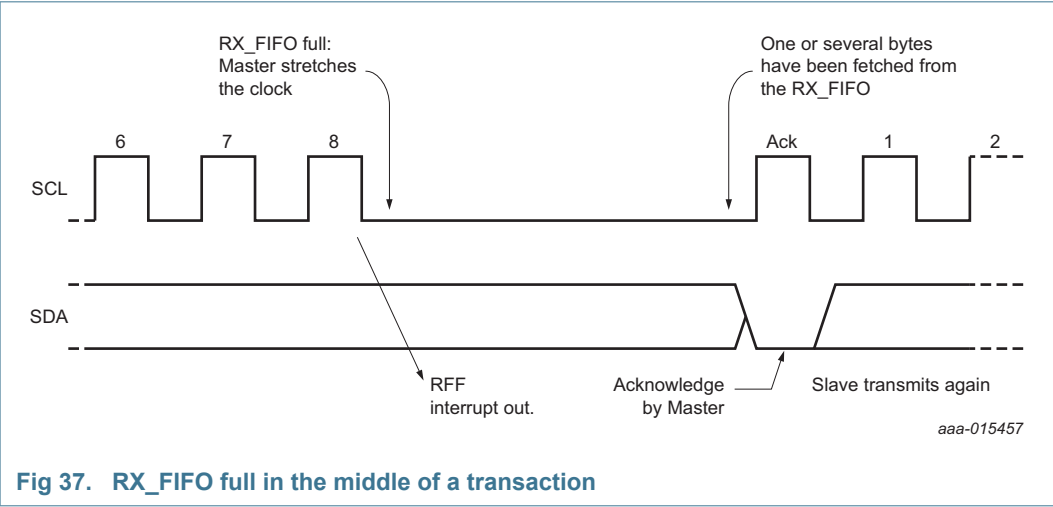 RX_FIFO full:
Master stretches
the clock
One or several bytes
have been fetched from
the RX_FIFO
6
7
8
Ack
1
2
SCL
SDA
RFF
interrupt out.
Acknowledge
by Master
Slave transmits again
aaa-015457
Fig 37. RX_FIFO full in the middle of a transaction